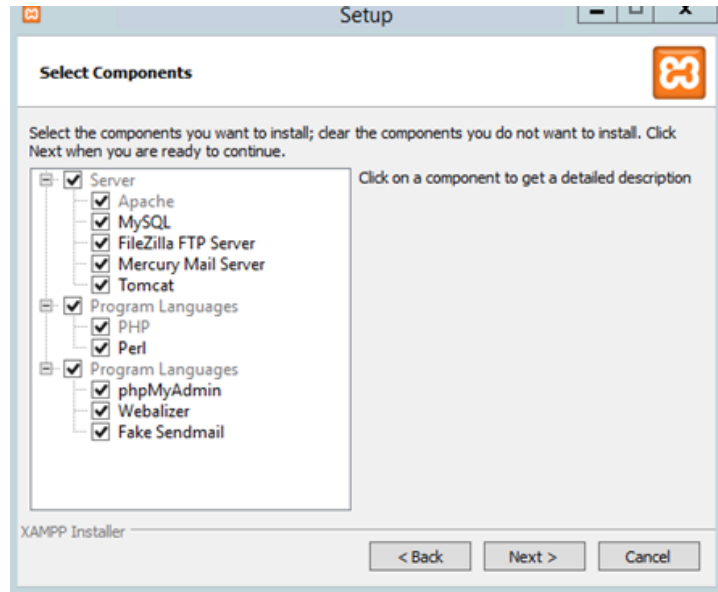 Setup
Select Components
Select the components you want to install; clear the components you do not want to install. Click
Next when you are ready to continue.
Server
Click on a component to get a detailed description
Apache
MySQL
FileZilla FTP Server
Mercury Mail Server
Tomcat
Program Languages
PHP
Perl
Program Languages
phpMyAdmin
Webalizer
Fake Sendmail
XAMPP Installer
< Back
Next >
Cancel